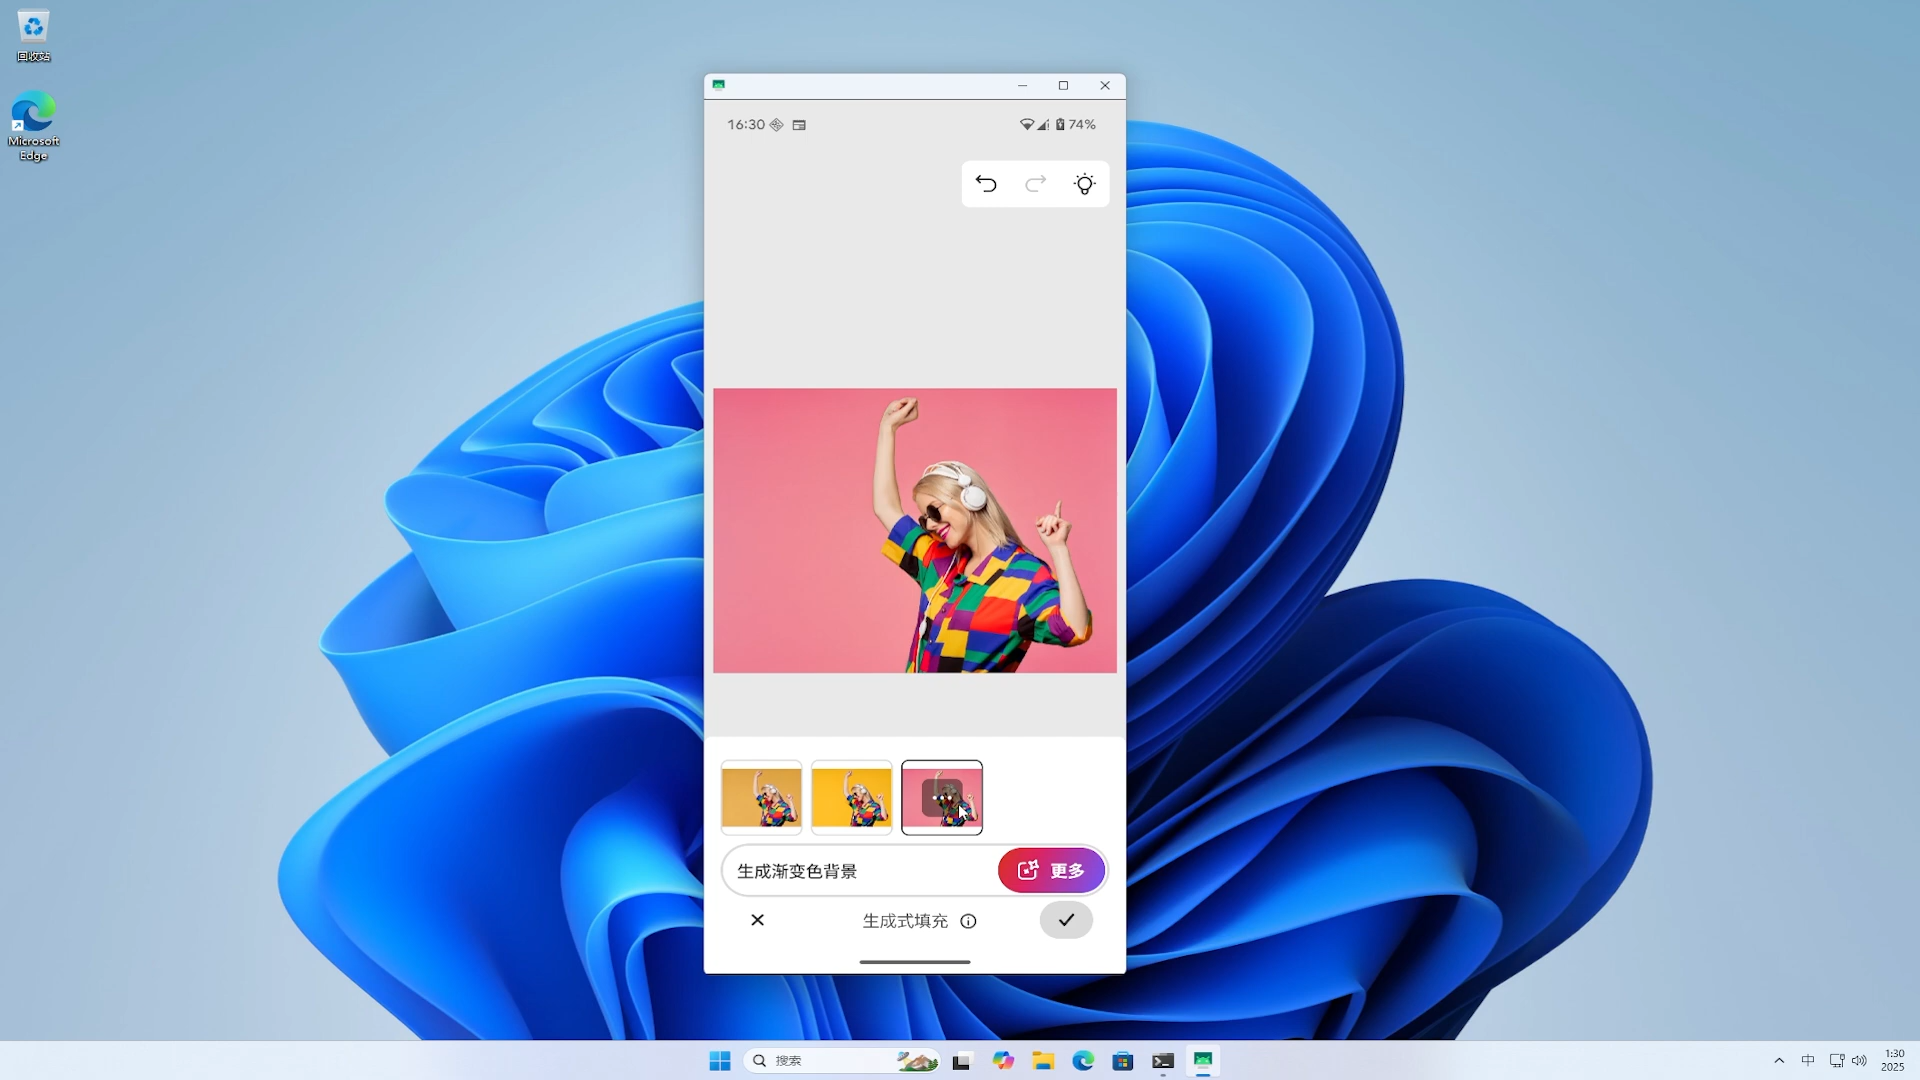 回收站
Microsoft
Edge
16:30
74%
生成渐变色背景
更多
生成式填充
搜索
中
1:30
2025